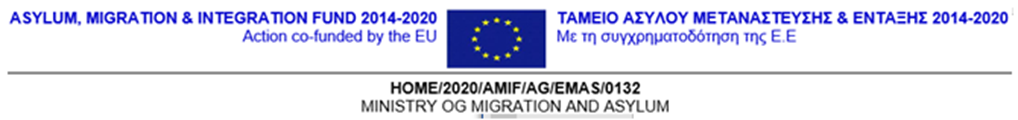 ASYLUM, MIGRATION & INTEGRATION FUND 2014-2020
Action co-funded by the EU
ΤΑΜΕΙΟ ΑΣΥΛΟΥ ΜΕΤΑΝΑΣΤΕΥΣΗΣ & ΕΝΤΑΞΗΣ 2014-2020
Με τη συγχρηματοδότηση της Ε.Ε
HOME/2020/AMIF/AG/EMAS/0132
MINISTRY OG MIGRATION AND ASYLUM